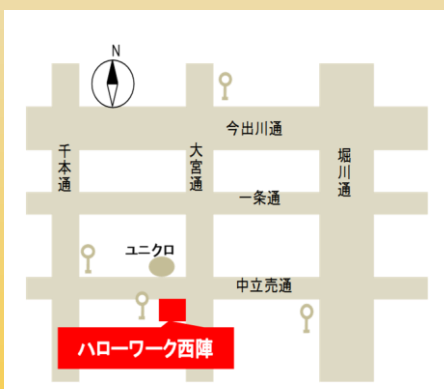 N
今出川通
千本通
大宮通
堀川通
一条通
ユニクロ
中立売通
ハローワーク西陣